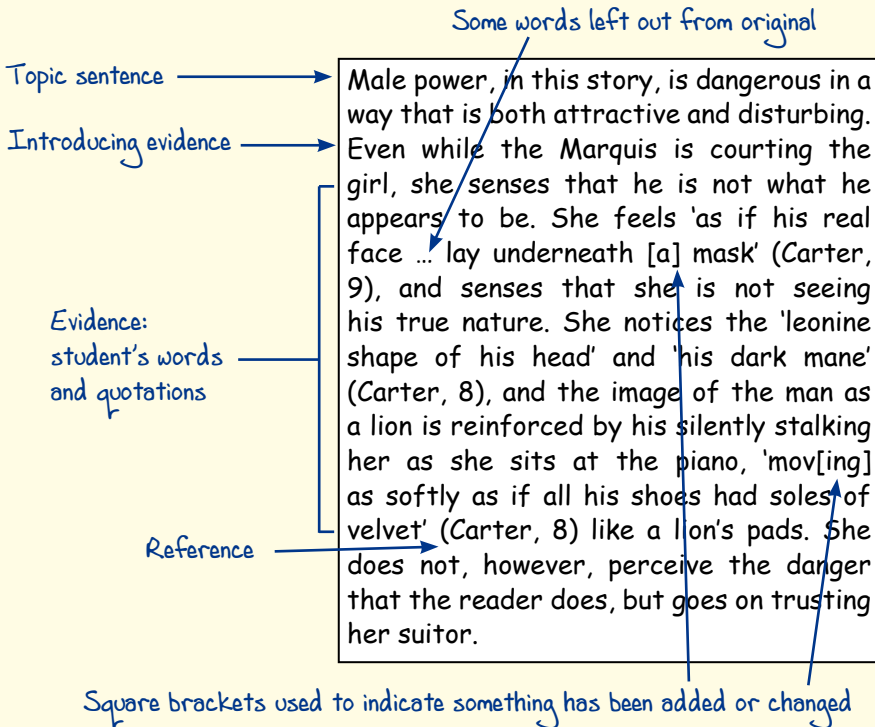 Some words left out from original
Topic sentence
Introducing evidence
Evidence:
student's words
and quotations
Reference
Male power, in this story, is dangerous in a
way that is both attractive and disturbing.
Even while the Marquis is courting the
girl, she senses that he is not what he
appears to be. She feels ‘as if his real
face … lay underneath [a] mask’ (Carter,
9), and senses that she is not seeing
his true nature. She notices the ‘leonine
shape of his head’ and ‘his dark mane’
(Carter, 8), and the image of the man as
a lion is reinforced by his silently stalking
her as she sits at the piano, ‘mov[ing]
as softly as if all his shoes had soles of
velvet’ (Carter, 8) like a lion’s pads. She
does not, however, perceive the danger
that the reader does, but goes on trusting
her suitor.
Square brackets used to indicate something has been added or changed